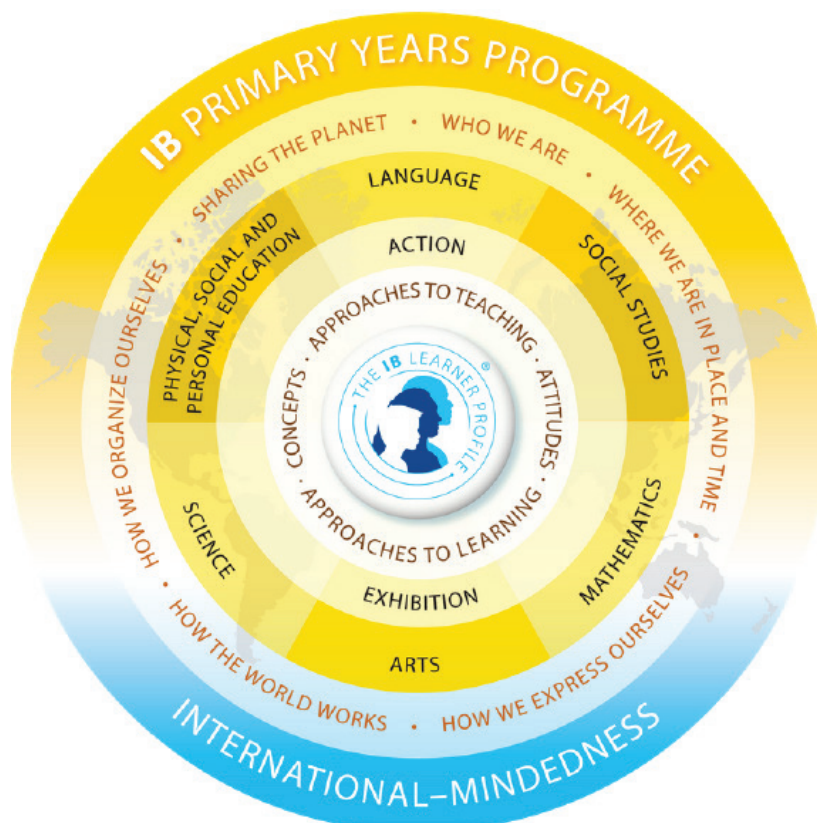 IB PRIMARY YEARS PROGRAMME
SHARING THE PLANET • WHO WE ARE • WHERE WE ARE IN PLACE AND TIME • HOW WE EXPRESS OURSELVES • HOW THE WORLD WORKS • HOW WE ORGANIZE OURSELVES •
LANGUAGE
SOCIAL STUDIES
MATHEMATICS
ARTS
SCIENCE
PHYSICAL, SOCIAL AND
PERSONAL EDUCATION
ACTION
EXHIBITION
APPROACHES TO TEACHING · ATTITUDES · APPROACHES TO LEARNING · CONCEPTS ·
THE IB LEARNER PROFILE ®
INTERNATIONAL–MINDEDNESS